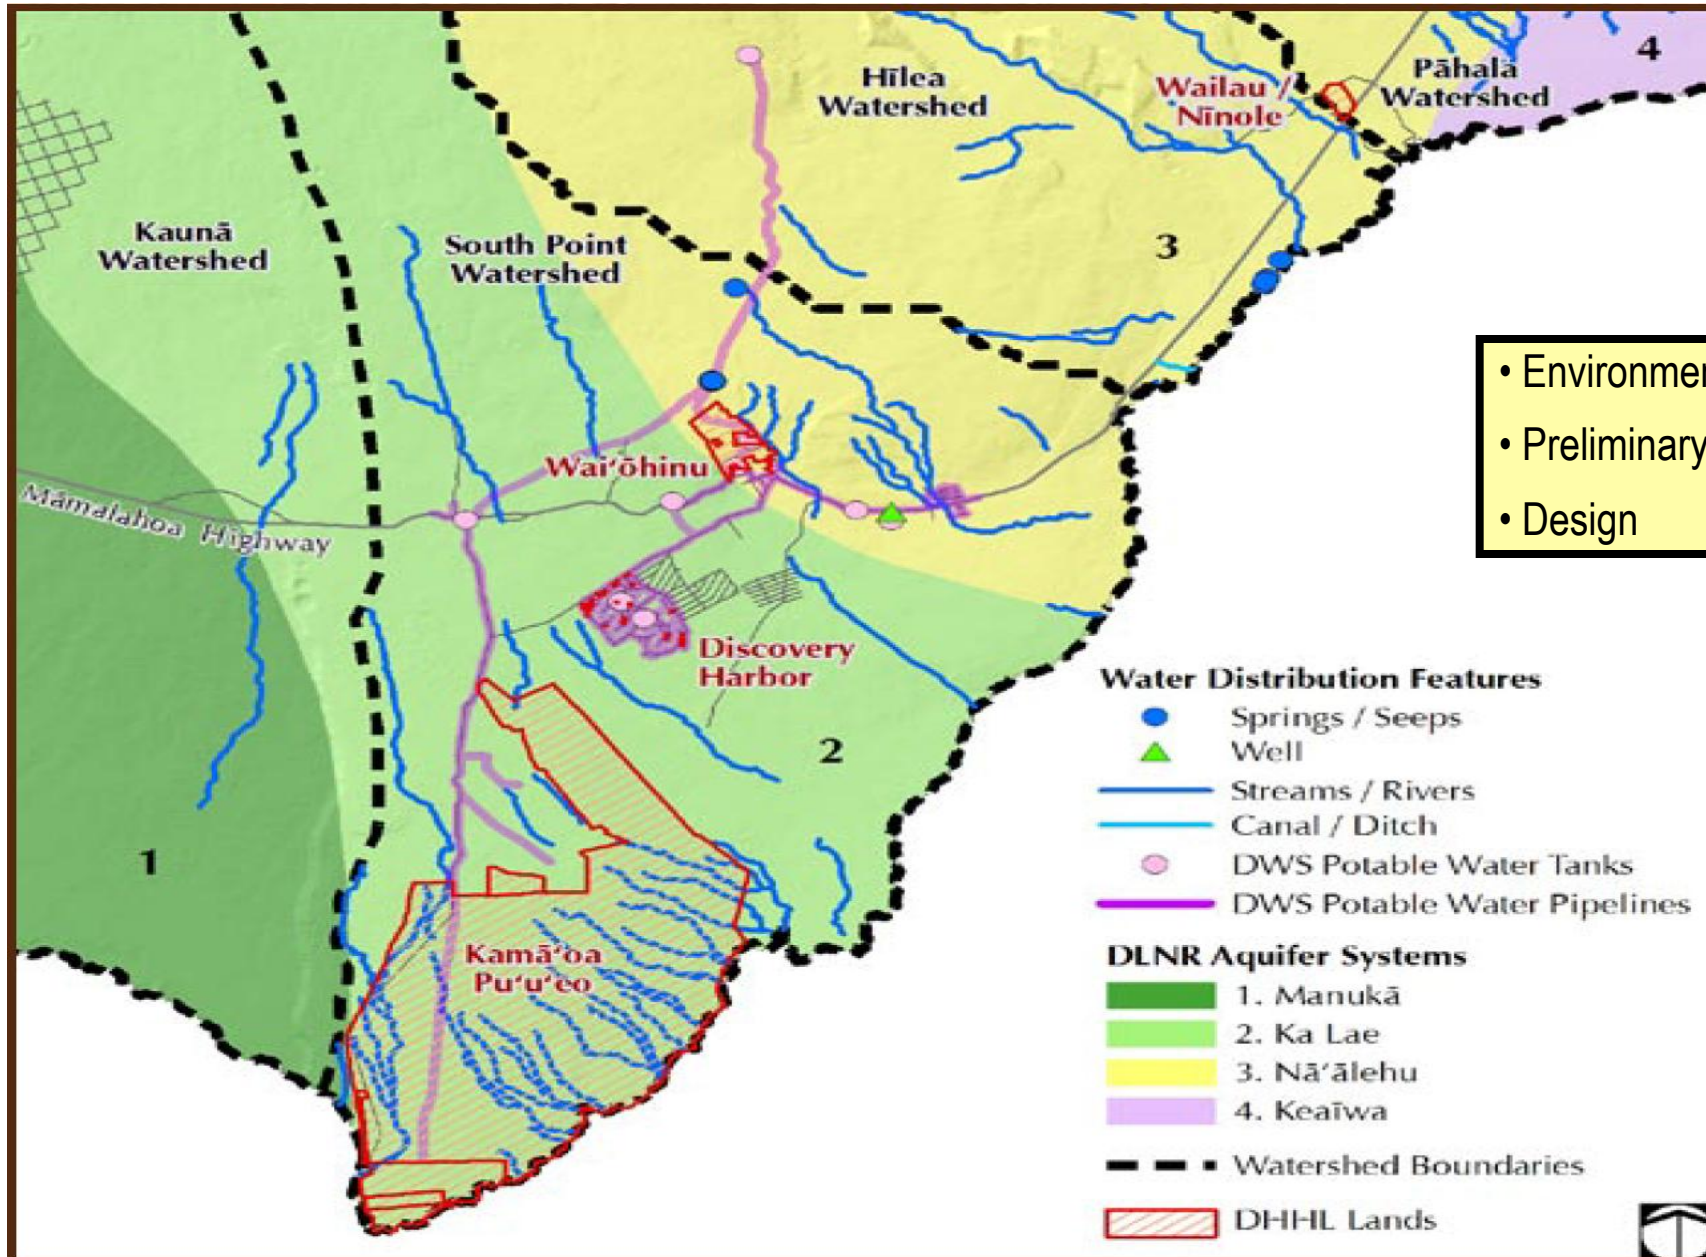 4
Hīlea
Watershed
Wailau /
Nīnole
Pāhala
Watershed
Kaunā
Watershed
South Point
Watershed
3
• Preliminary
• Design
Wai‘ōhinu
Māmalahoa Highway
Discovery
Harbor
2
1
Kamā‘oa
Pu‘u‘eo
Water Distribution Features
Springs / Seeps
Well
Streams / Rivers
Canal / Ditch
DWS Potable Water Tanks
DWS Potable Water Pipelines
DLNR Aquifer Systems
1. Manukā
2. Ka Lae
3. Nā‘ālehu
4. Keaīwa
Watershed Boundaries
DHHL Lands